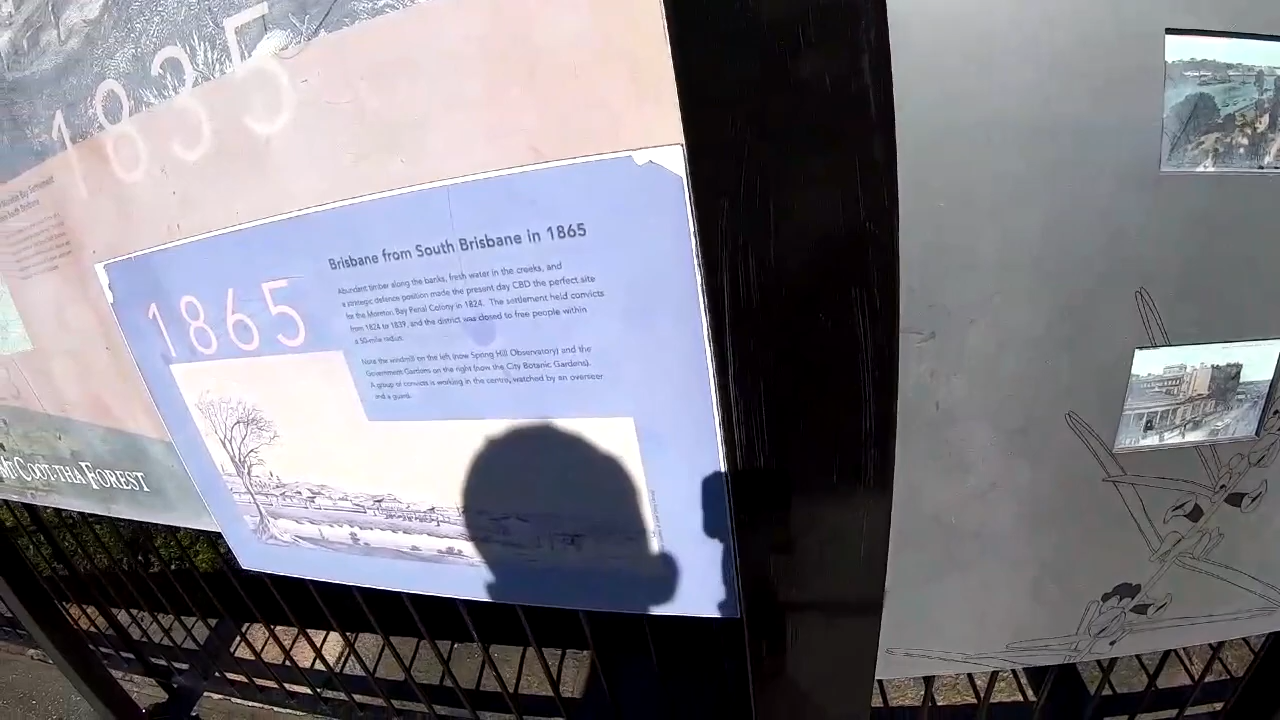 1835
Brisbane from South Brisbane in 1865
1865
Abundant timber along the banks, fresh water in the creeks, and
a strategic defence position made the present day CBD the perfect site
for the Moreton Bay Penal Colony in 1824. The settlement held convicts
from 1824 to 1839, and the district was closed to free people within
a 50-mile radius.
Note the windmill on the left (now Spring Hill Observatory) and the
Government Gardens on the right (now the City Botanic Gardens).
A group of convicts is working in the centre, watched by an overseer
and a guard.
MT COOT-THA FOREST